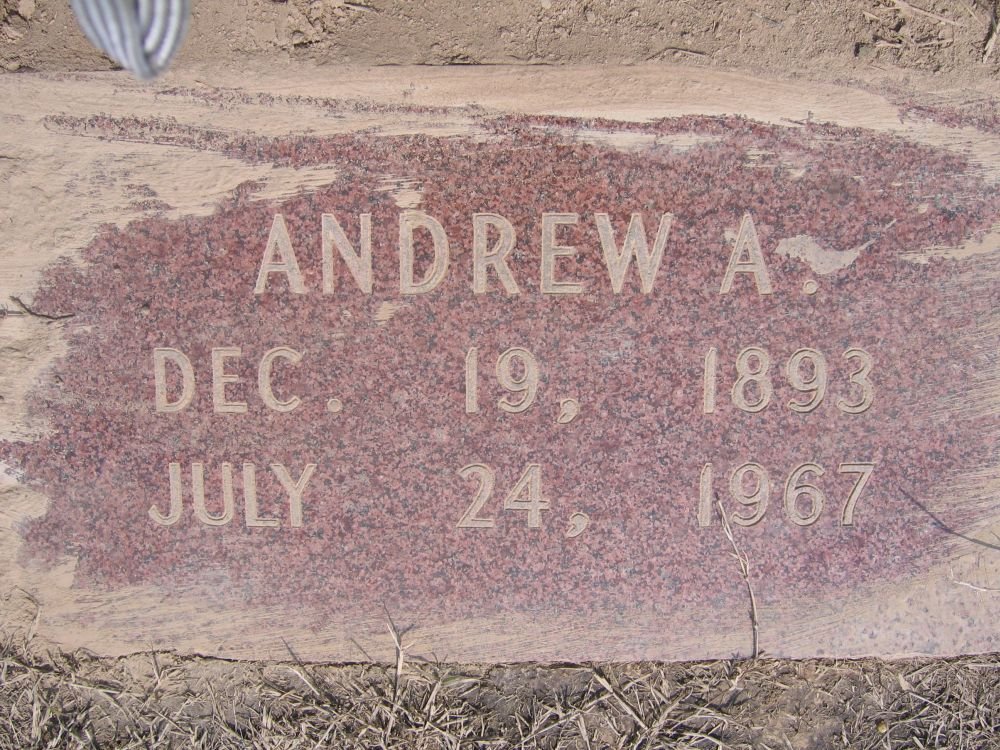 ANDREW A.
DEC. 19, 1893
JULY 24, 1967